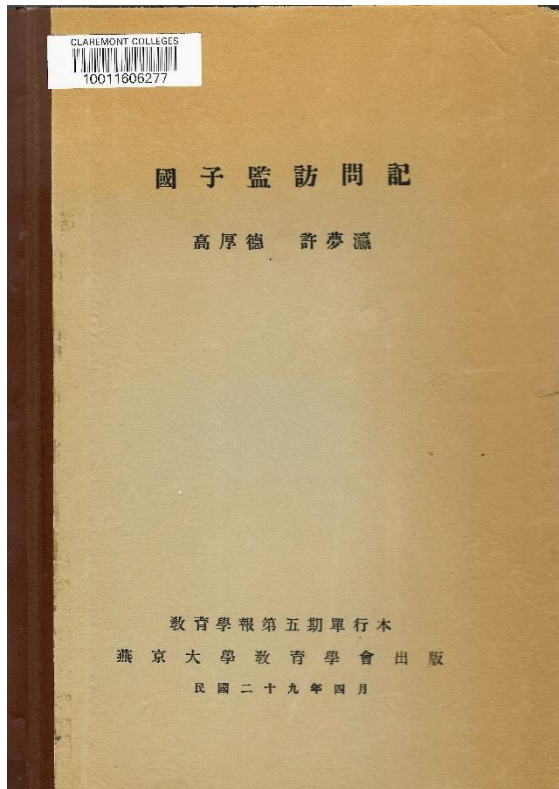 CLAREMONT COLLEGES
10011606277
國子監訪問記
高厚德 許夢瀛
教育學報第五期單行本
燕京大學教育學會出版
民國二十九年四月